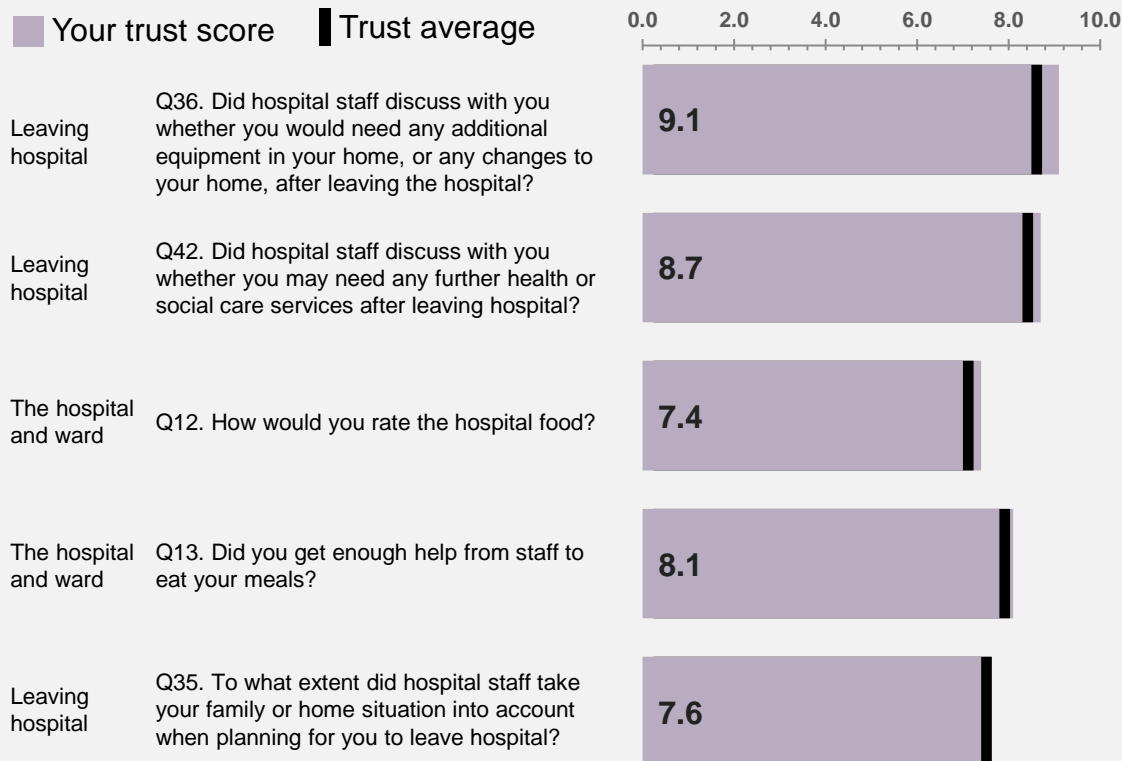 Your trust score Trust average
0.0 2.0 4.0 6.0 8.0 10.0
Leaving
hospital
Q36. Did hospital staff discuss with you
whether you would need any additional
equipment in your home, or any changes to
your home, after leaving the hospital?
9.1
Leaving
hospital
Q42. Did hospital staff discuss with you
whether you may need any further health or
social care services after leaving hospital?
8.7
The hospital
and ward
Q12. How would you rate the hospital food?
7.4
The hospital
and ward
Q13. Did you get enough help from staff to
eat your meals?
8.1
Leaving
hospital
Q35. To what extent did hospital staff take
your family or home situation into account
when planning for you to leave hospital?
7.6